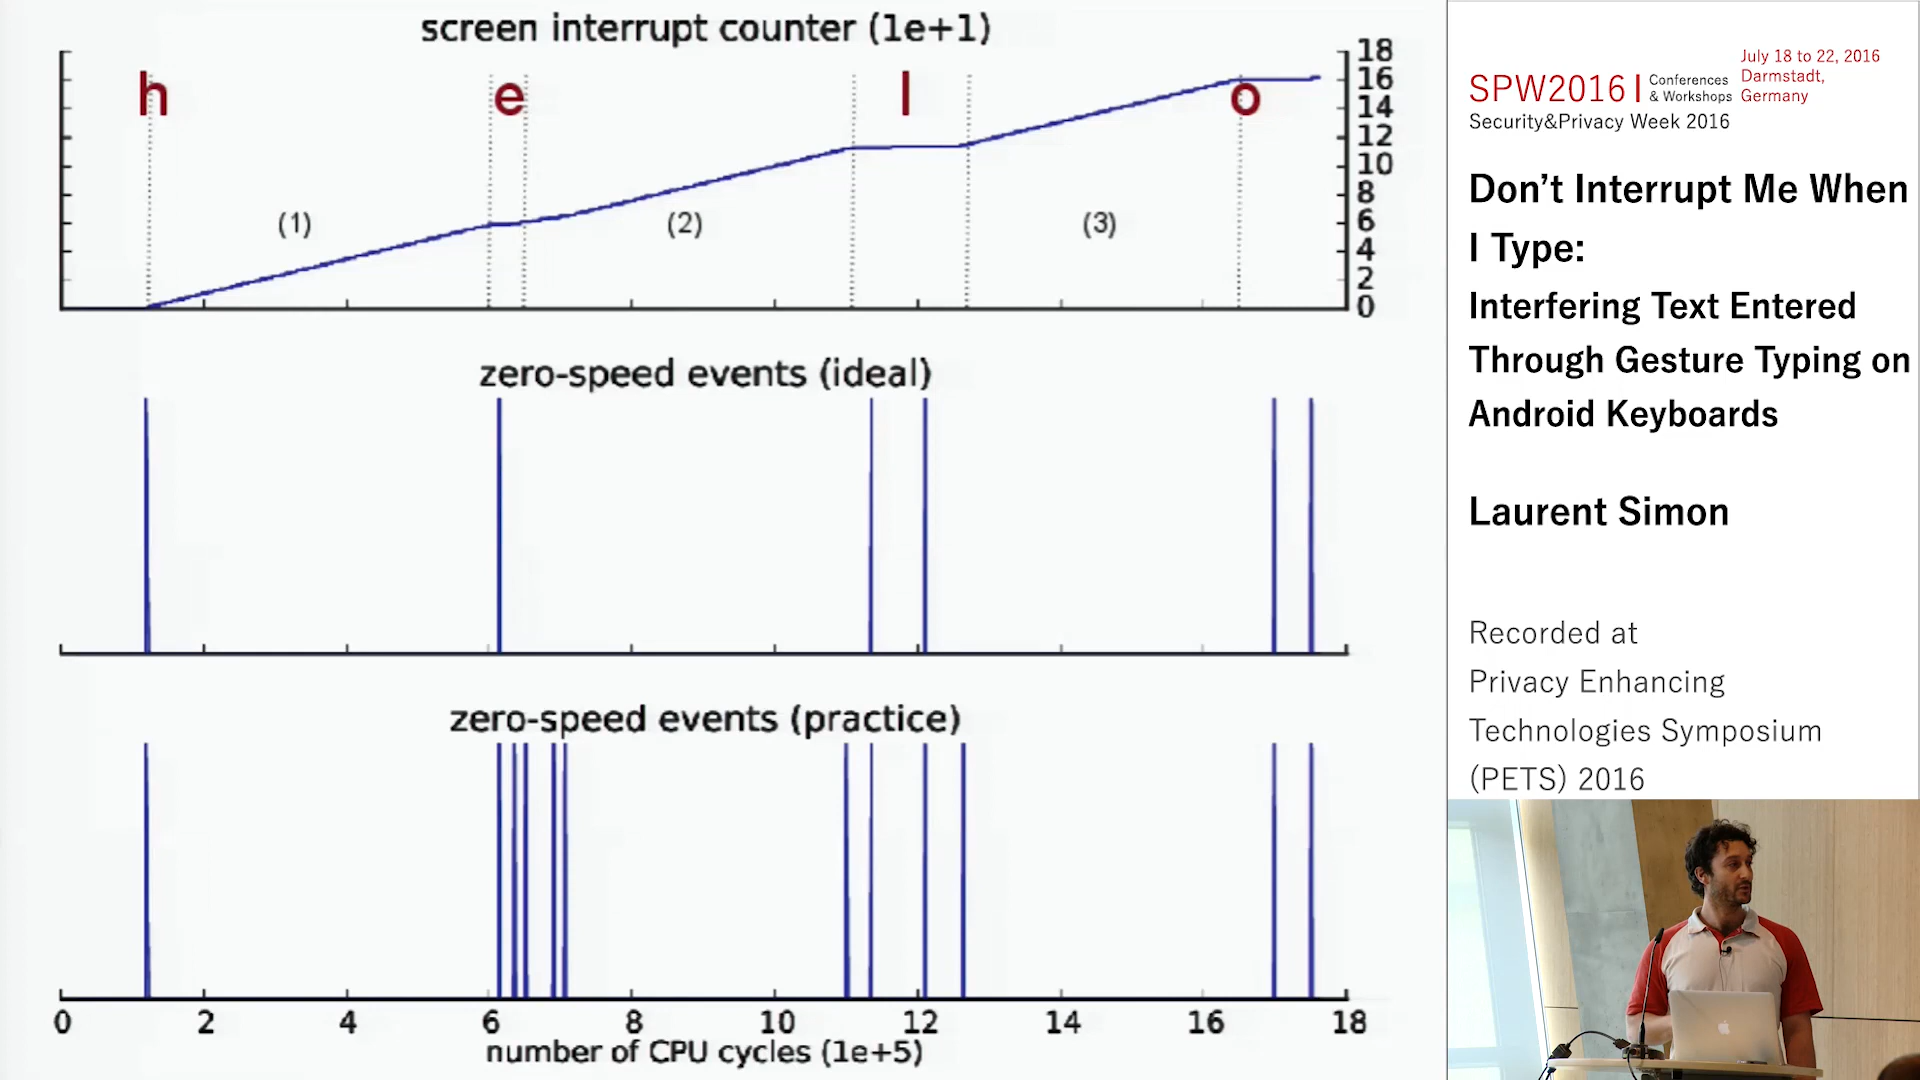 screen interrupt counter (1e+1)
h e l o
18
16
14
12
10
8
6
4
2
0
(1) (2) (3)
zero-speed events (ideal)
zero-speed events (practice)
0 2 4 6 8 10 12 14 16 18
number of CPU cycles (1e+5)
SPW2016 | Conferences & Workshops
July 18 to 22, 2016
Darmstadt,
Germany
Security&Privacy Week 2016
Don’t Interrupt Me When
I Type:
Interfering Text Entered
Through Gesture Typing on
Android Keyboards
Laurent Simon
Recorded at
Privacy Enhancing
Technologies Symposium
(PETS) 2016